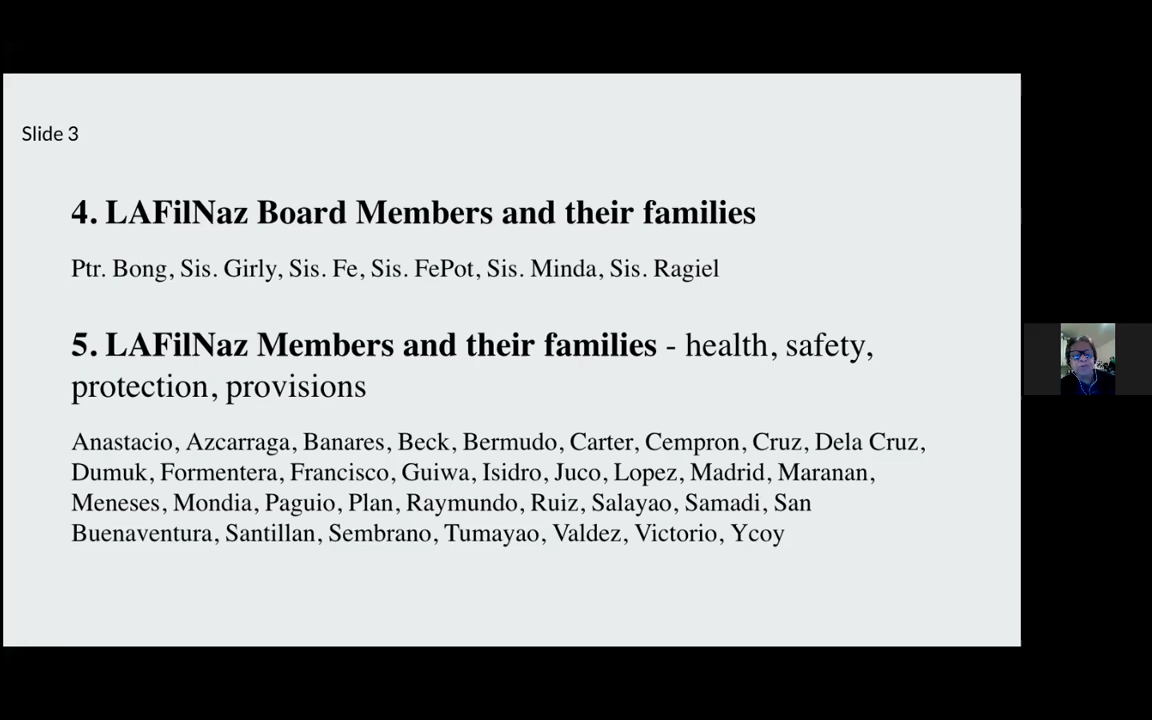 Slide 3
4. LAFilNaz Board Members and their families
Ptr. Bong, Sis. Girly, Sis. Fe, Sis. FePot, Sis. Minda, Sis. Ragiel
5. LAFilNaz Members and their families - health, safety,
protection, provisions
Anastacio, Azcarraga, Banares, Beck, Bermudo, Carter, Cempron, Cruz, Dela Cruz,
Dumuk, Formentera, Francisco, Guiwa, Isidro, Juco, Lopez, Madrid, Maranan,
Meneses, Mondia, Paguio, Plan, Raymundo, Ruiz, Salayao, Samadi, San
Buenaventura, Santillan, Sembrano, Tumayao, Valdez, Victorio, Ycoy